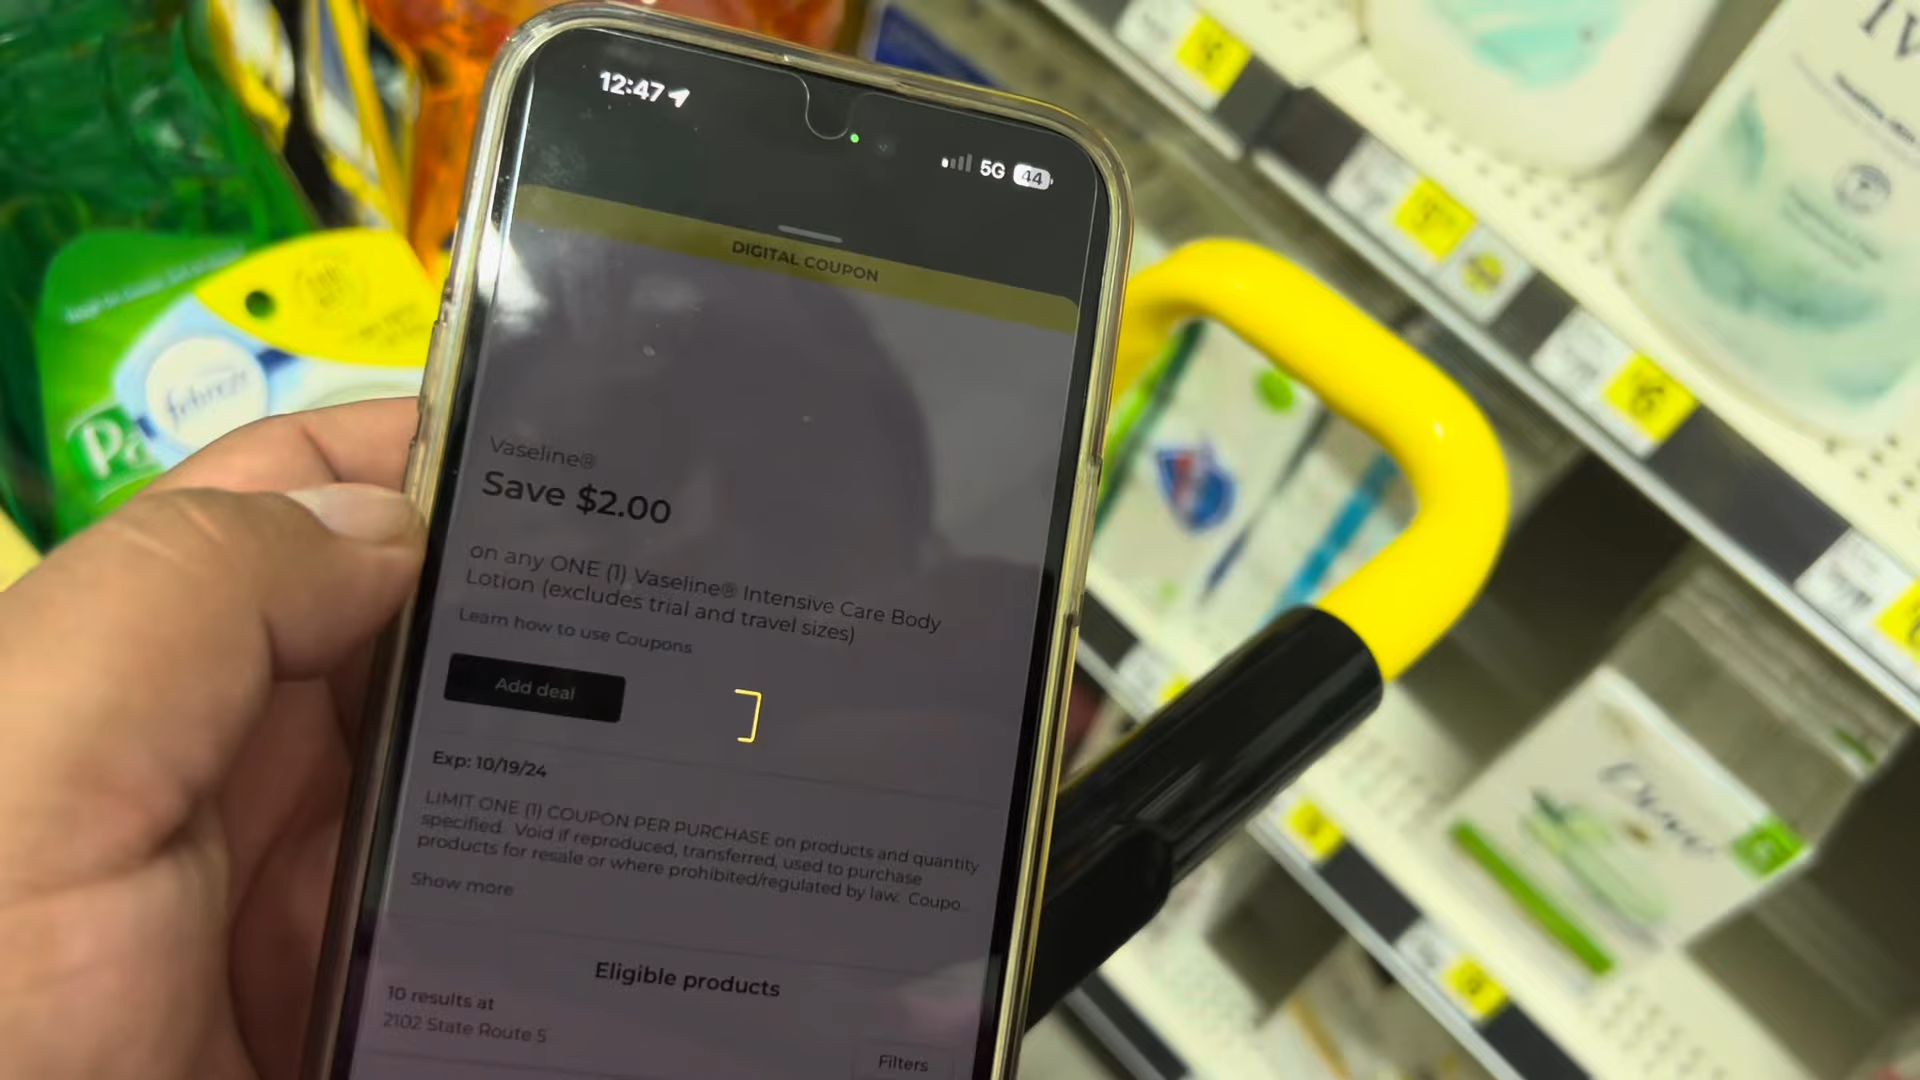 12:47
5G 44
DIGITAL COUPON
Vaseline®
Save $2.00
on any ONE (1) Vaseline® Intensive Care Body
Lotion (excludes trial and travel sizes)
Learn how to use Coupons
Add deal
Exp: 10/19/24
LIMIT ONE (1) COUPON PER PURCHASE on products and quantity
specified. Void if reproduced, transferred, used to purchase
products for resale or where prohibited/regulated by law. Coupo
Show more
Eligible products
10 results at
2102 State Route 5
Filters
febreze
Dove